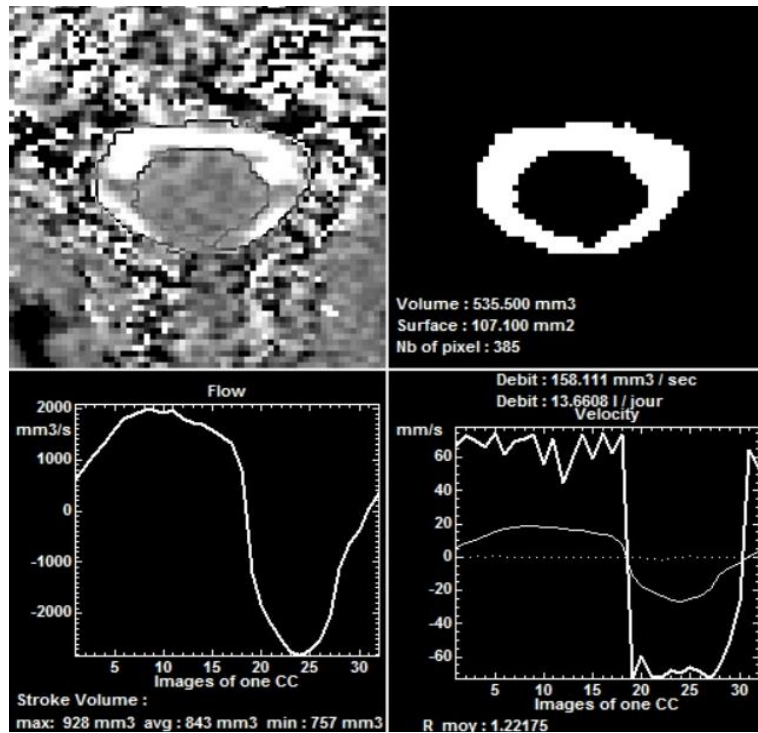 Volume : 535.500 mm3
Surface : 107.100 mm2
Nb of pixel : 385
Flow
mm3/s
2000
1000
0
-1000
-2000
5 10 15 20 25 30
Images of one CC
Stroke Volume :
max: 928 mm3 avg : 843 mm3 min : 757 mm3
Debit : 158.111 mm3 / sec
Debit : 13.6608 l / jour
Velocity
mm/s
60
40
20
0
-20
-40
-60
5 10 15 20 25 30
Images of one CC
R_moy : 1.22175